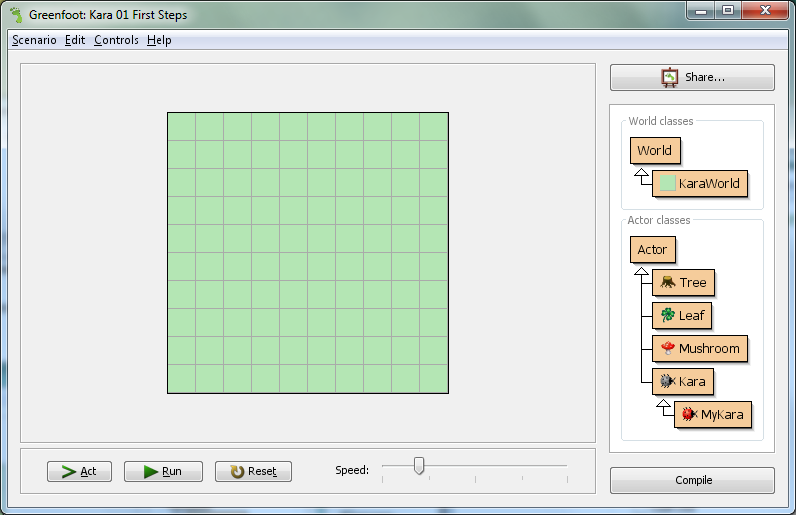 Greenfoot: Kara 01 First Steps
Scenario Edit Controls Help
Share...
World classes
World
KaraWorld
Actor classes
Actor
Tree
Leaf
Mushroom
Kara
MyKara
Act Run Reset Speed:
Compile